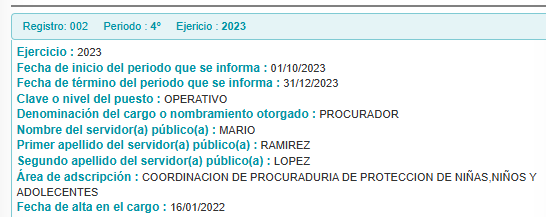 Registro: 002 Periodo : 4º Ejericio : 2023
Ejercicio : 2023
Fecha de inicio del periodo que se informa : 01/10/2023
Fecha de término del periodo que se informa : 31/12/2023
Clave o nivel del puesto : OPERATIVO
Denominación del cargo o nombramiento otorgado : PROCURADOR
Nombre del servidor(a) público(a) : MARIO
Primer apellido del servidor(a) público(a) : RAMIREZ
Segundo apellido del servidor(a) público(a) : LOPEZ
Área de adscripción : COORDINACION DE PROCURADURIA DE PROTECCION DE NIÑAS,NIÑOS Y
ADOLECENTES
Fecha de alta en el cargo : 16/01/2022